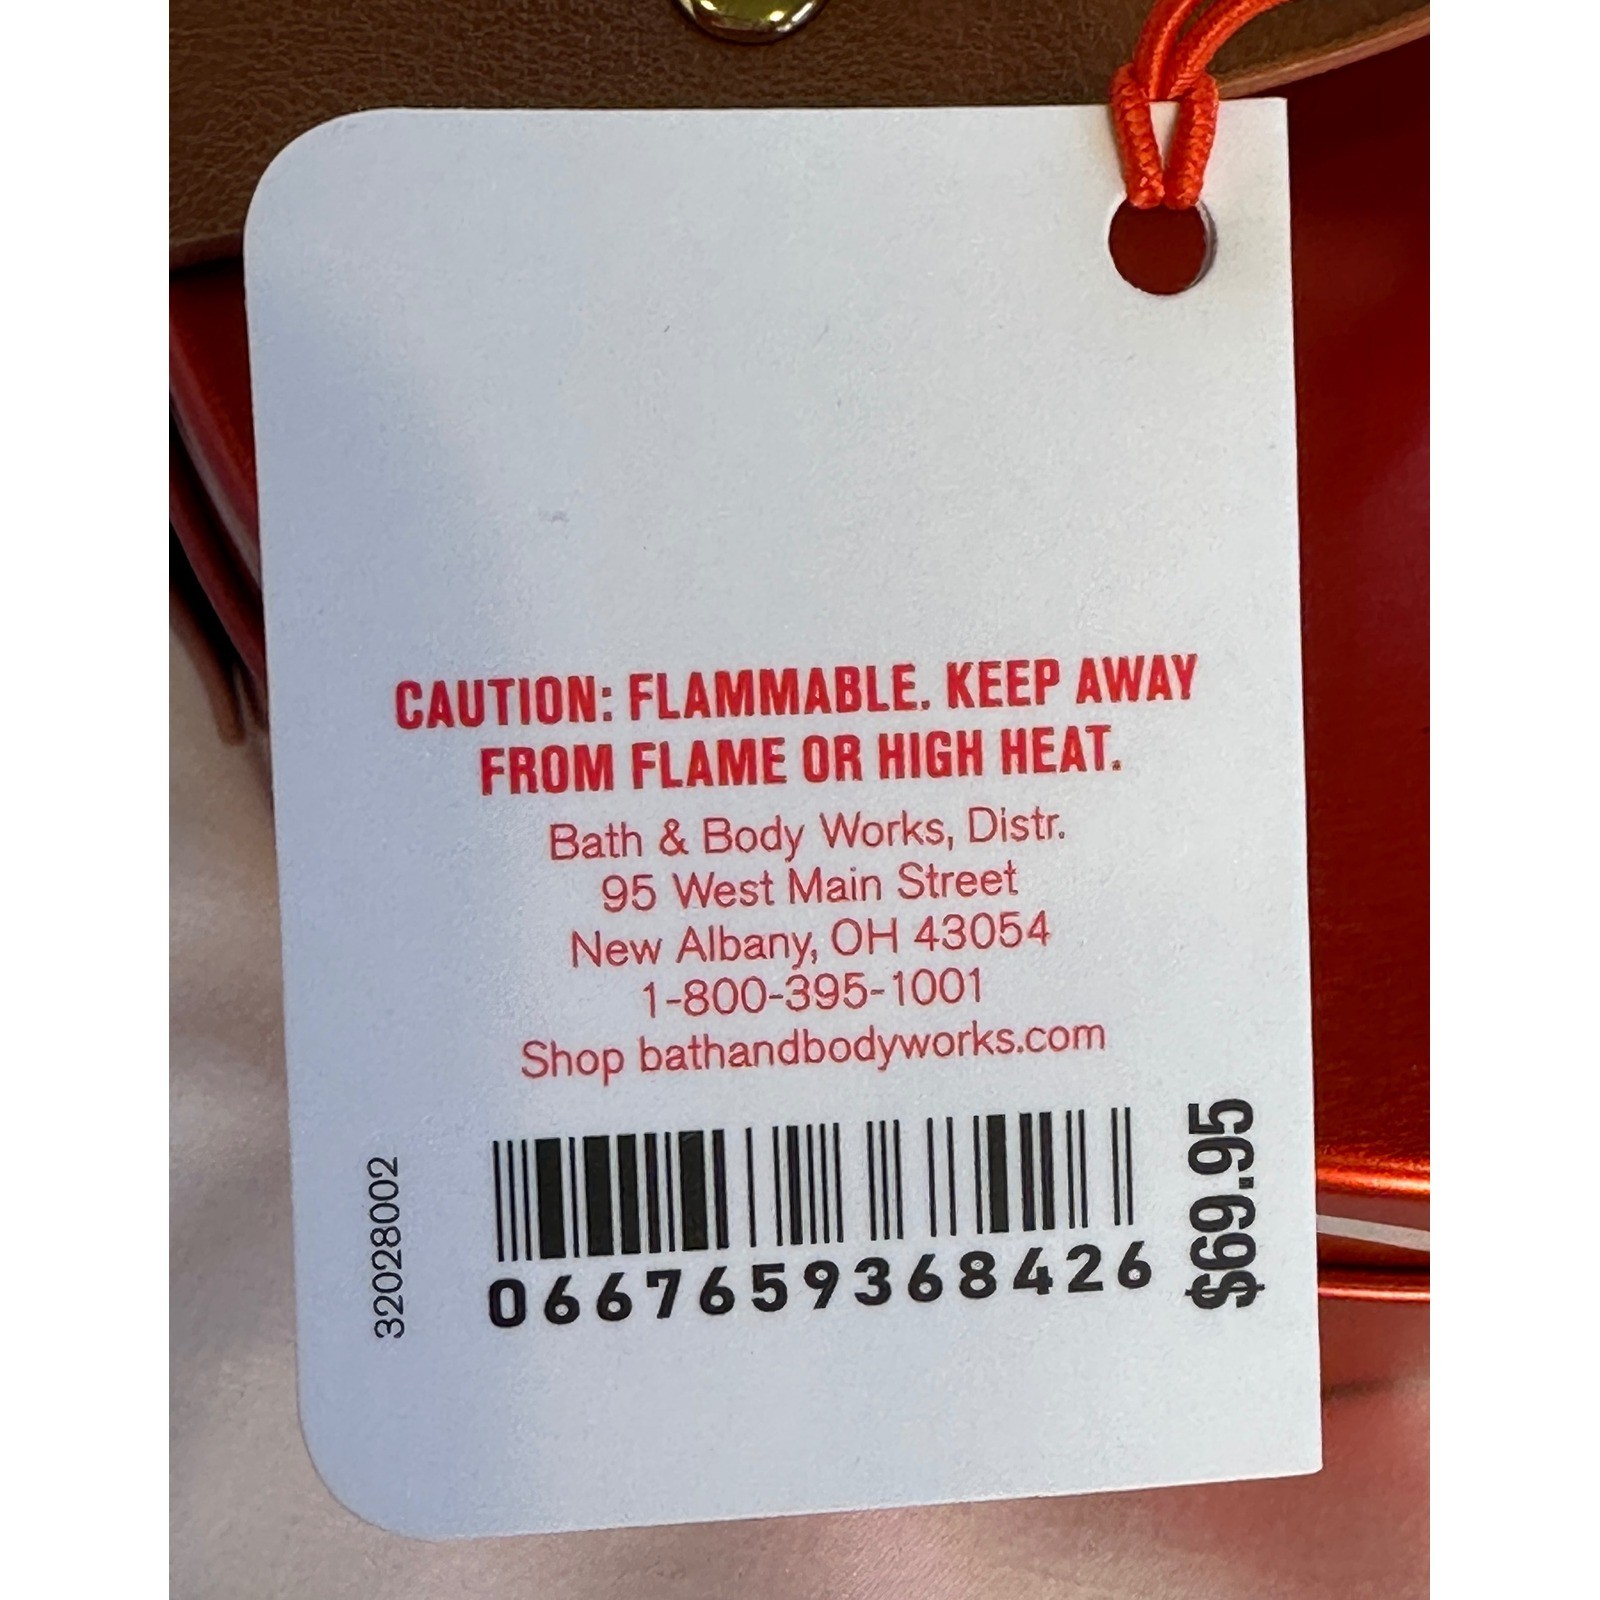 CAUTION: FLAMMABLE. KEEP AWAY
FROM FLAME OR HIGH HEAT.
Bath & Body Works, Distr.
95 West Main Street
New Albany, OH 43054
1-800-395-1001
Shop bathandbodyworks.com
32028002
0667659368426
$69.95